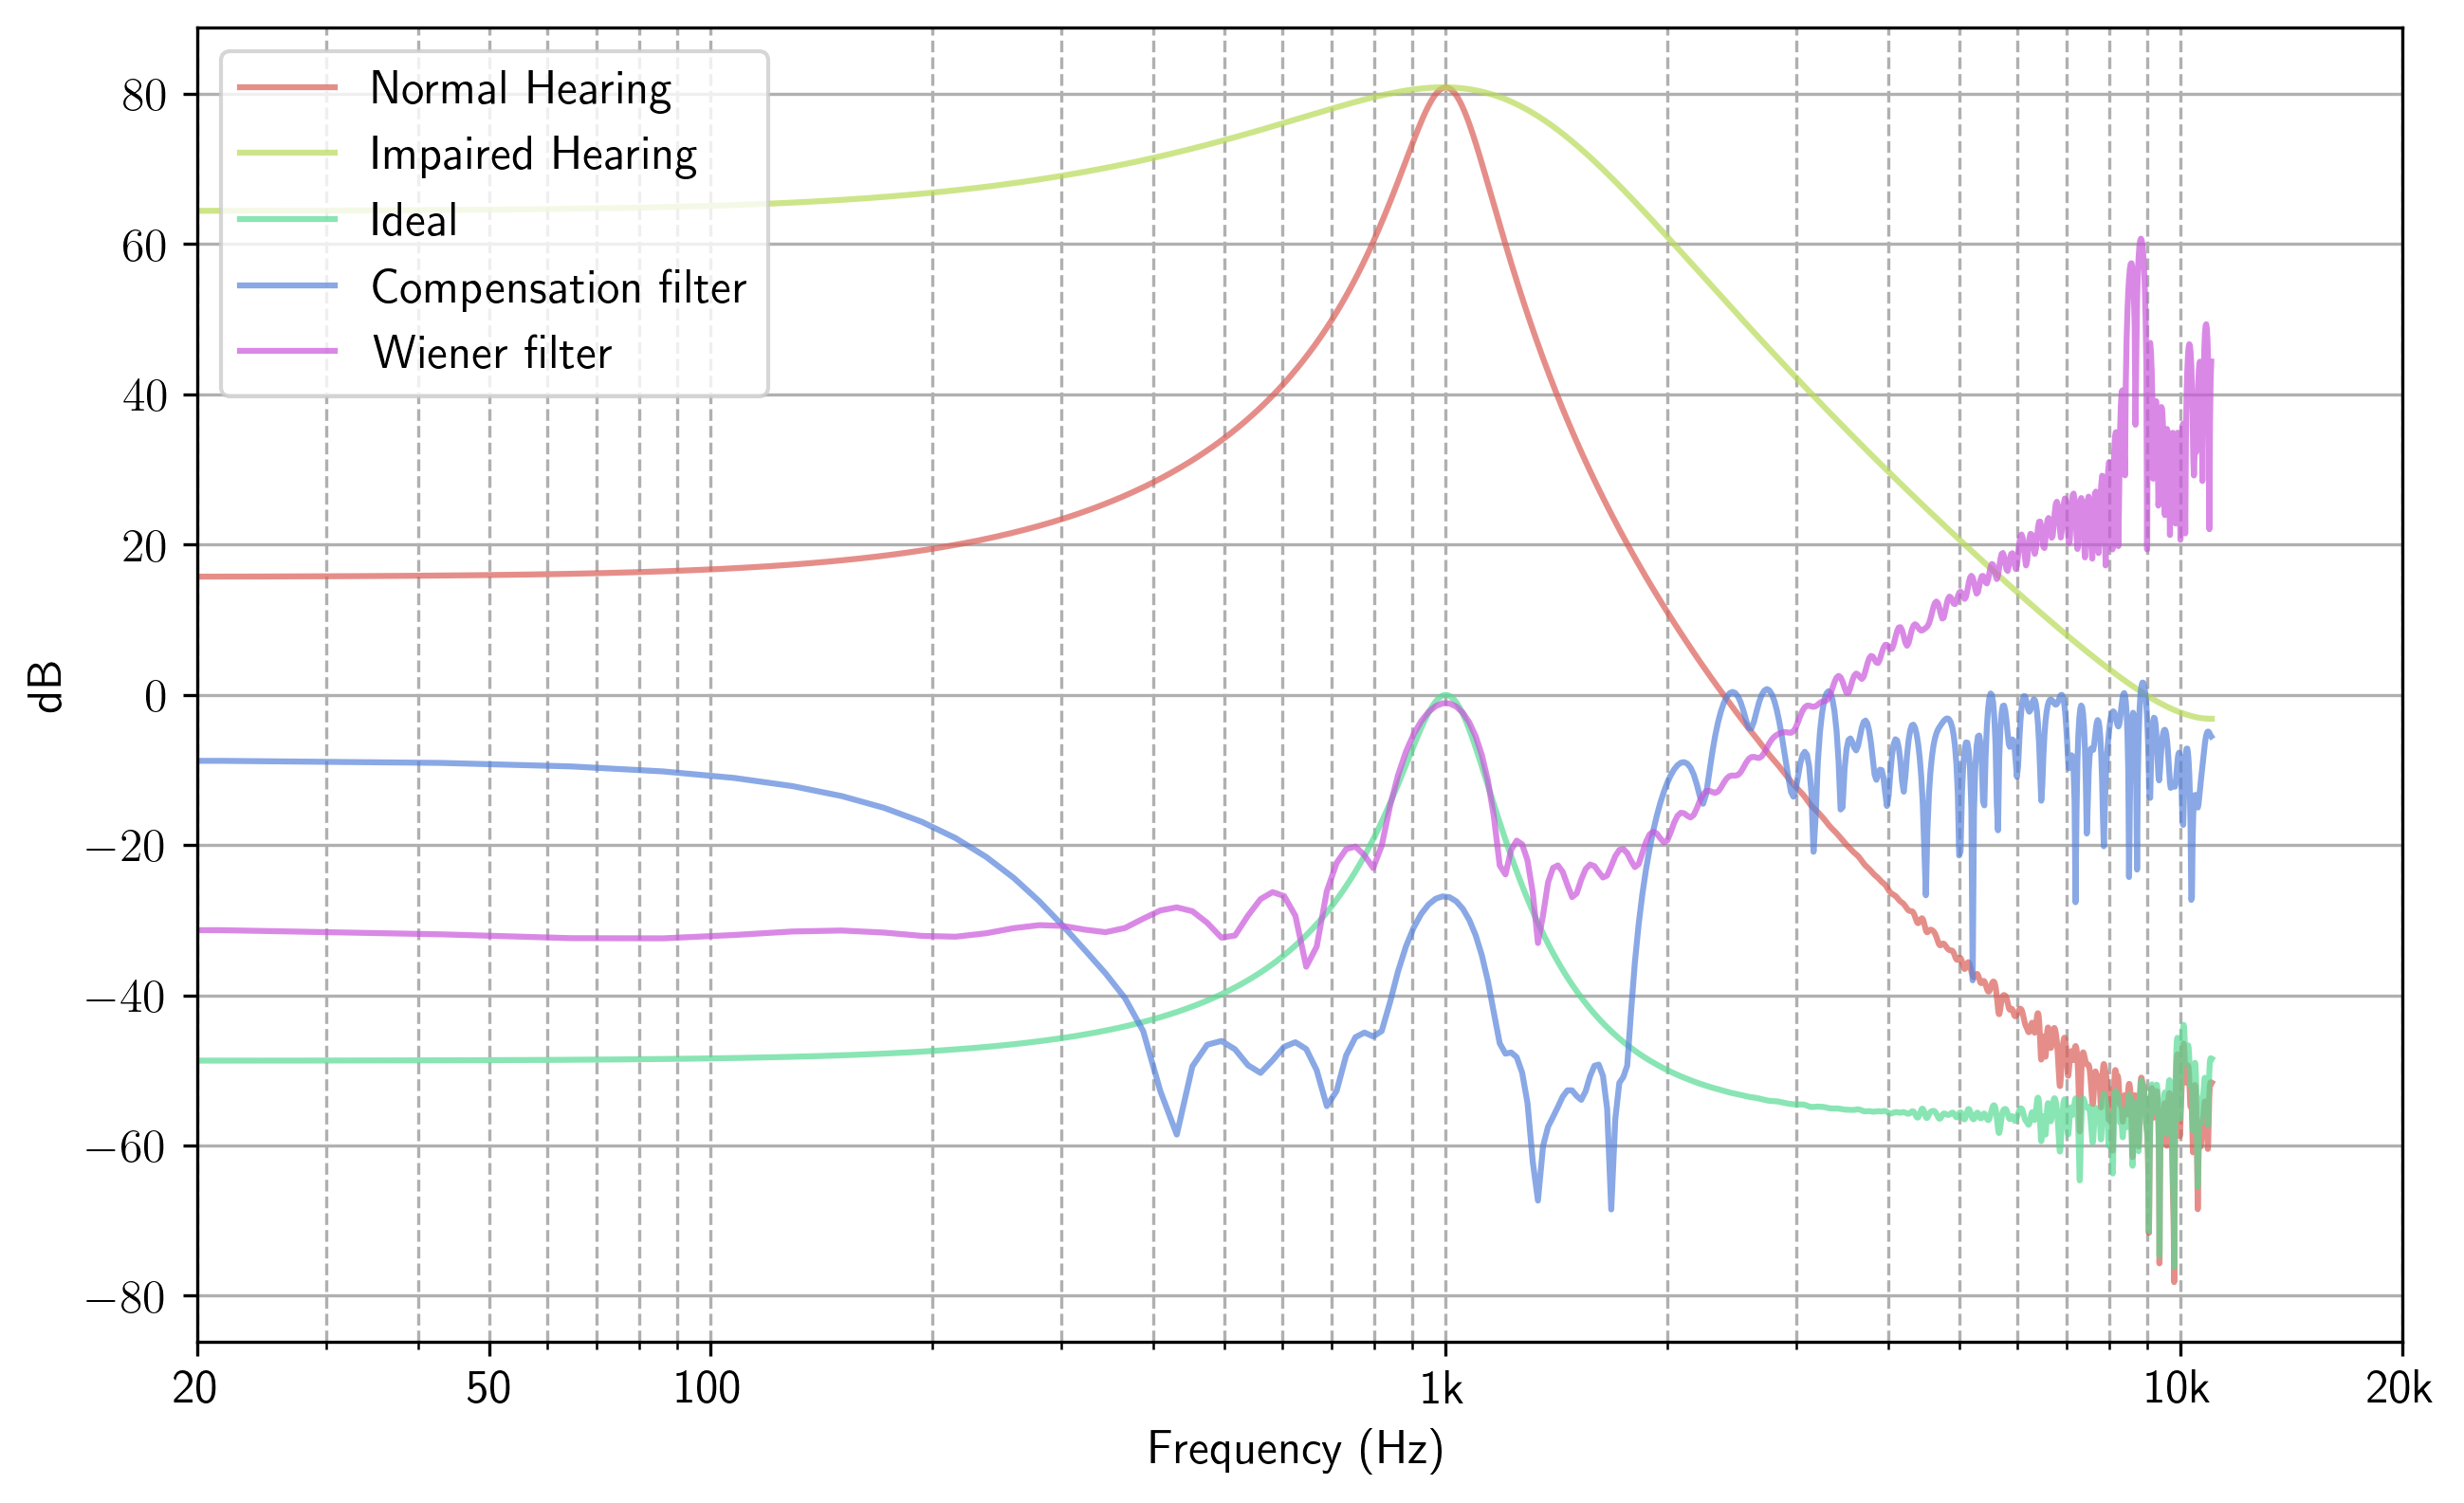 Normal Hearing
Impaired Hearing
Ideal
Compensation filter
Wiener filter
80
60
40
20
0
−20
−40
−60
−80
dB
20 50 100 1k 10k 20k
Frequency (Hz)